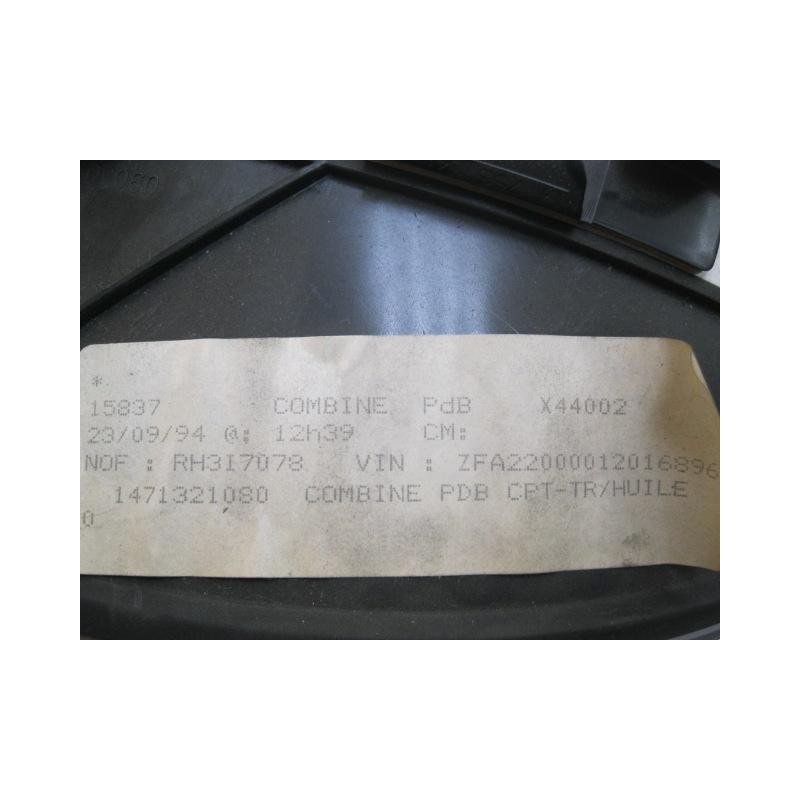 *
15837 COMBINE PdB X44002
23/09/94 @: 12h39 CM:
NOF : RH3I7078 VIN : ZFA22000012016896
1471321080 COMBINE PDB CPT-TR/HUILE
0